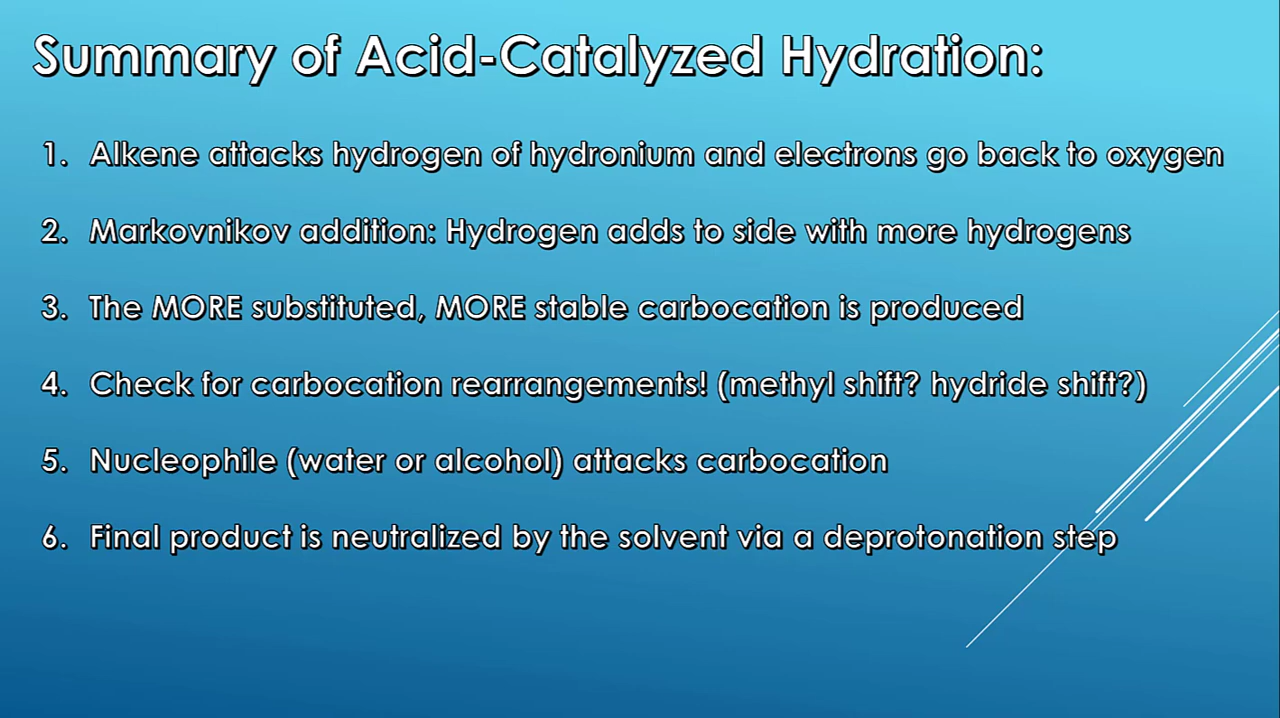 Summary of Acid-Catalyzed Hydration:
1. Alkene attacks hydrogen of hydronium and electrons go back to oxygen
2. Markovnikov addition: Hydrogen adds to side with more hydrogens
3. The MORE substituted, MORE stable carbocation is produced
4. Check for carbocation rearrangements! (methyl shift? hydride shift?)
5. Nucleophile (water or alcohol) attacks carbocation
6. Final product is neutralized by the solvent via a deprotonation step